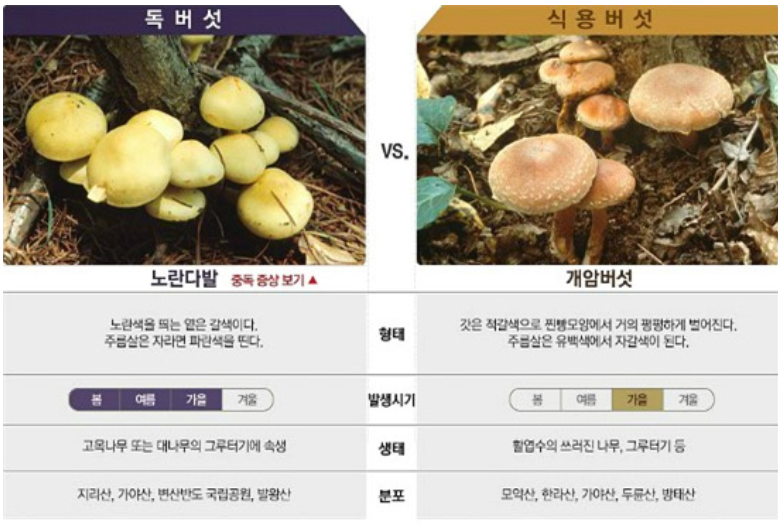 독버섯
식용버섯
VS.
노란다발 중독 증상 보기 ▲
개암버섯
노란색을 띄는 옅은 갈색이다.
주름살은 자라면 파란색을 띤다.
형태
갓은 적갈색으로 찐빵모양에서 거의 평평하게 벌어진다.
주름살은 유백색에서 자갈색이 된다.
봄 여름 가을 겨울
발생시기
봄 여름 가을 겨울
고목나무 또는 대나무의 그루터기에 속생
생태
활엽수의 쓰러진 나무, 그루터기 등
지리산, 가야산, 변산반도 국립공원, 발왕산
분포
모악산, 한라산, 가야산, 두륜산, 방태산